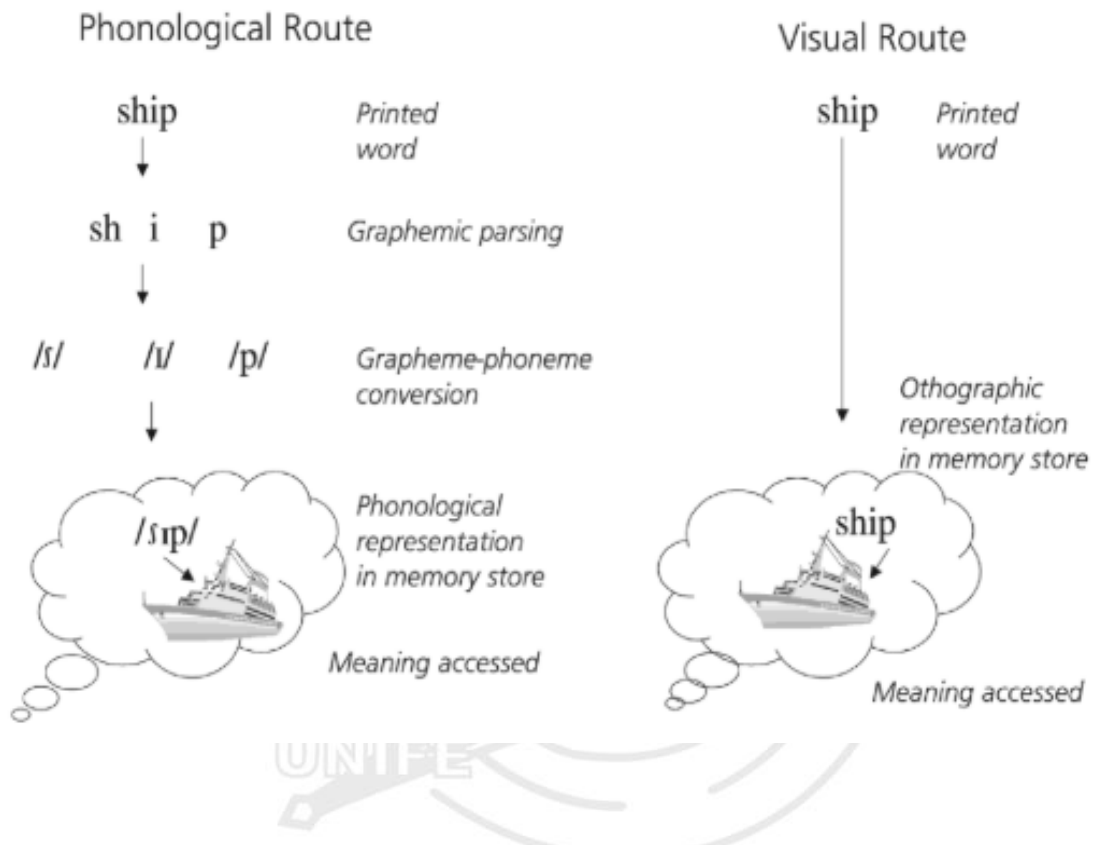 Phonological Route
ship
Printed
word
sh i p
Graphemic parsing
/ʃ/ /ɪ/ /p/
Grapheme-phoneme
conversion
/ʃɪp/
Phonological
representation
in memory store
Meaning accessed
Visual Route
ship
Printed
word
Othographic
representation
in memory store
ship
Meaning accessed
UNIFE